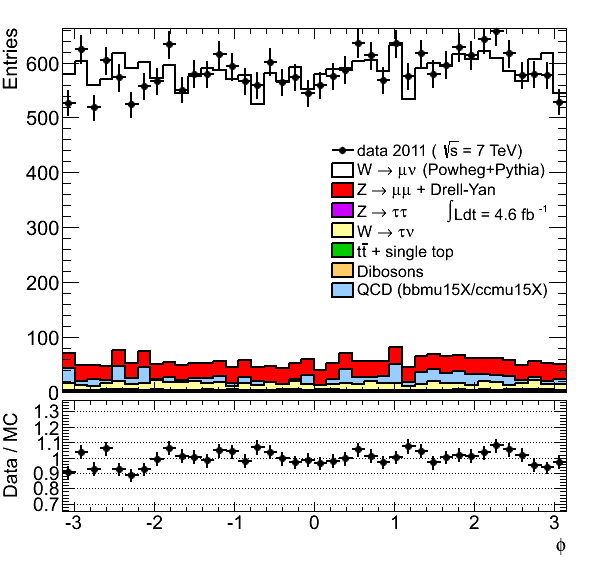 Entries
600
500
400
300
200
100
0
data 2011 ( √s = 7 TeV)
W → μν (Powheg+Pythia)
Z → μμ + Drell-Yan
Z → ττ
∫Ldt = 4.6 fb⁻¹
W → τν
tt̄ + single top
Dibosons
QCD (bbmu15X/ccmu15X)
Data / MC
1.3
1.2
1.1
1
0.9
0.8
0.7
-3 -2 -1 0 1 2 3
ϕ